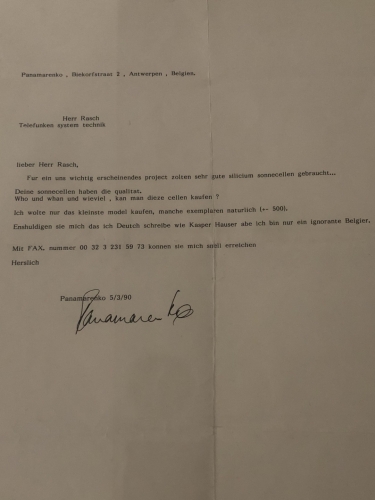 Panamarenko , Biekorfstraat 2 , Antwerpen , Belgien.
Herr Rasch
Telefunken system technik
lieber Herr Rasch,
Fur ein uns wichtig erscheinendes project zolten sehr gute silicium sonnecellen gebraucht...
Deine sonnecellen haben die qualitat.
Who und whan und wieviel , kan man dieze cellen kaufen ?
Ich wolte nur das kleinste model kaufen, manche exemplaren naturlich (+- 500).
Enshuldigen sie mich das ich Deutch schreibe wie Kasper Hauser abe ich bin nur ein ignorante Belgier.
Mit FAX. nummer 00 32 3 231 59 73 konnen sie mich snell erreichen
Herslich
Panamarenko 5/3/90
Panamarenko